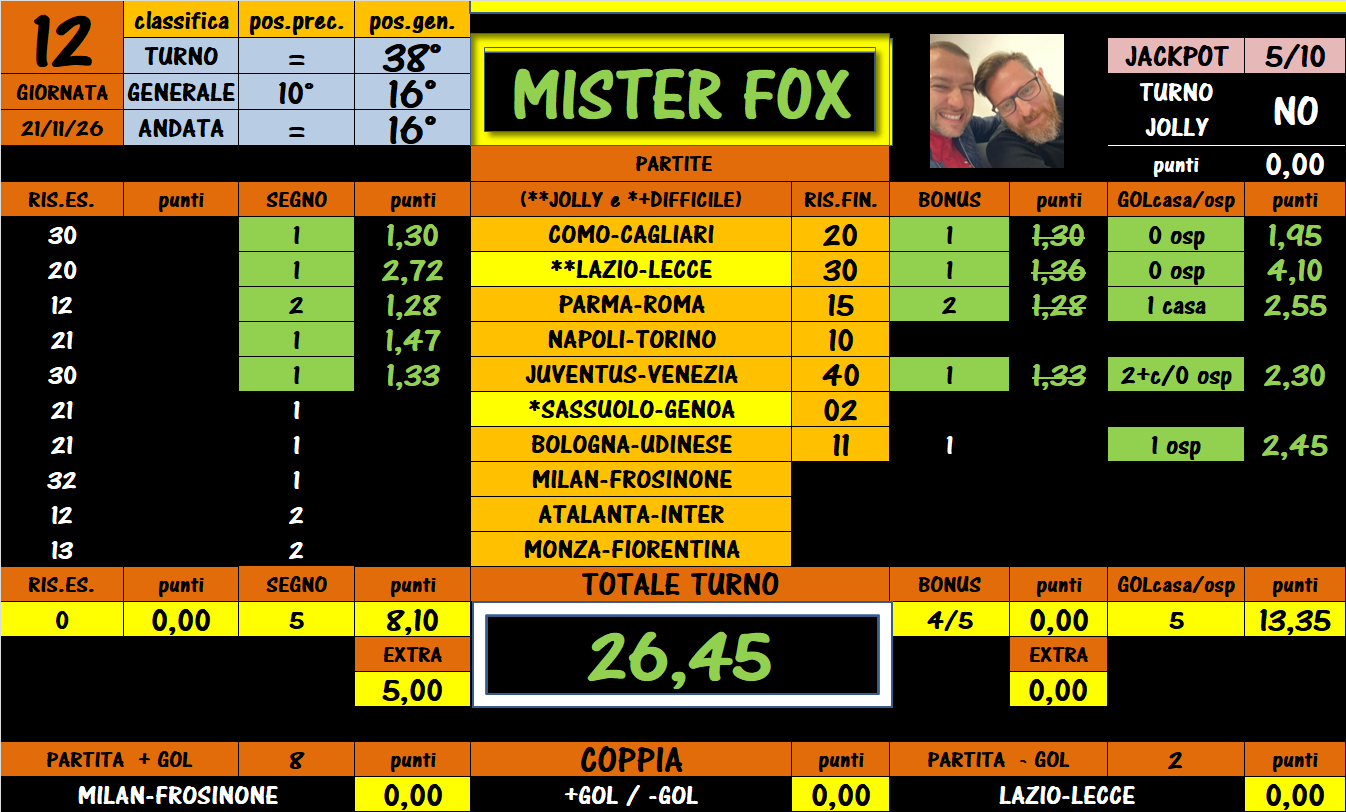 12 classifica pos.prec. pos.gen.
TURNO = 38°
GIORNATA GENERALE 10° 16°
21/11/26 ANDATA = 16°
MISTER FOX
JACKPOT 5/10
TURNO JOLLY NO
punti 0,00
PARTITE
RIS.ES. punti SEGNO punti (**JOLLY e *+DIFFICILE) RIS.FIN. BONUS punti GOLcasa/osp punti
30 1 1,30 COMO-CAGLIARI 20 1 1,30 0 osp 1,95
20 1 2,72 **LAZIO-LECCE 30 1 1,36 0 osp 4,10
12 2 1,28 PARMA-ROMA 15 2 1,28 1 casa 2,55
21 1 1,47 NAPOLI-TORINO 10
30 1 1,33 JUVENTUS-VENEZIA 40 1 1,33 2+c/0 osp 2,30
21 1 *SASSUOLO-GENOA 02
21 1 BOLOGNA-UDINESE 11 1 1 osp 2,45
32 1 MILAN-FROSINONE
12 2 ATALANTA-INTER
13 2 MONZA-FIORENTINA
RIS.ES. punti SEGNO punti TOTALE TURNO BONUS punti GOLcasa/osp punti
0 0,00 5 8,10 26,45 4/5 0,00 5 13,35
EXTRA EXTRA
5,00 0,00
PARTITA + GOL 8 punti COPPIA punti PARTITA - GOL 2 punti
MILAN-FROSINONE 0,00 +GOL / -GOL 0,00 LAZIO-LECCE 0,00